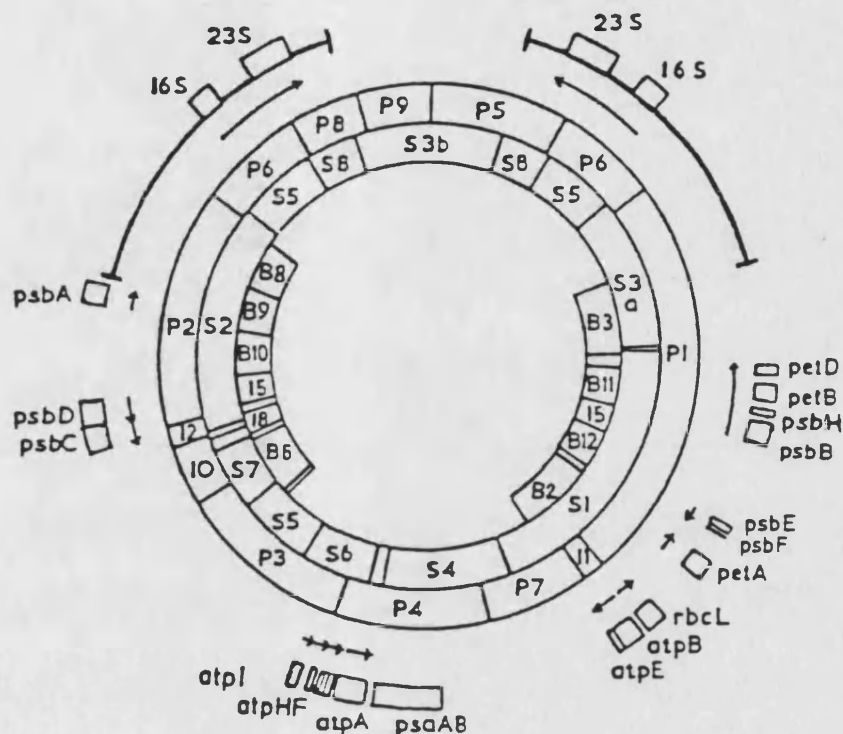 23S
16S
23S
16S
P8
P9
P5
P6
P6
S5
S8
S3b
S8
S5
psbA
P2
S2
B8
B9
B10
15
18
B6
S3
a
B3
B11
15
B12
B2
P1
petD
petB
psbH
psbB
psbD
psbC
12
10
S7
S5
S6
S4
S1
P3
P4
P7
11
psbE
psbF
petA
rbcL
atpB
atpE
atpI
atpHF
atpA
psaAB